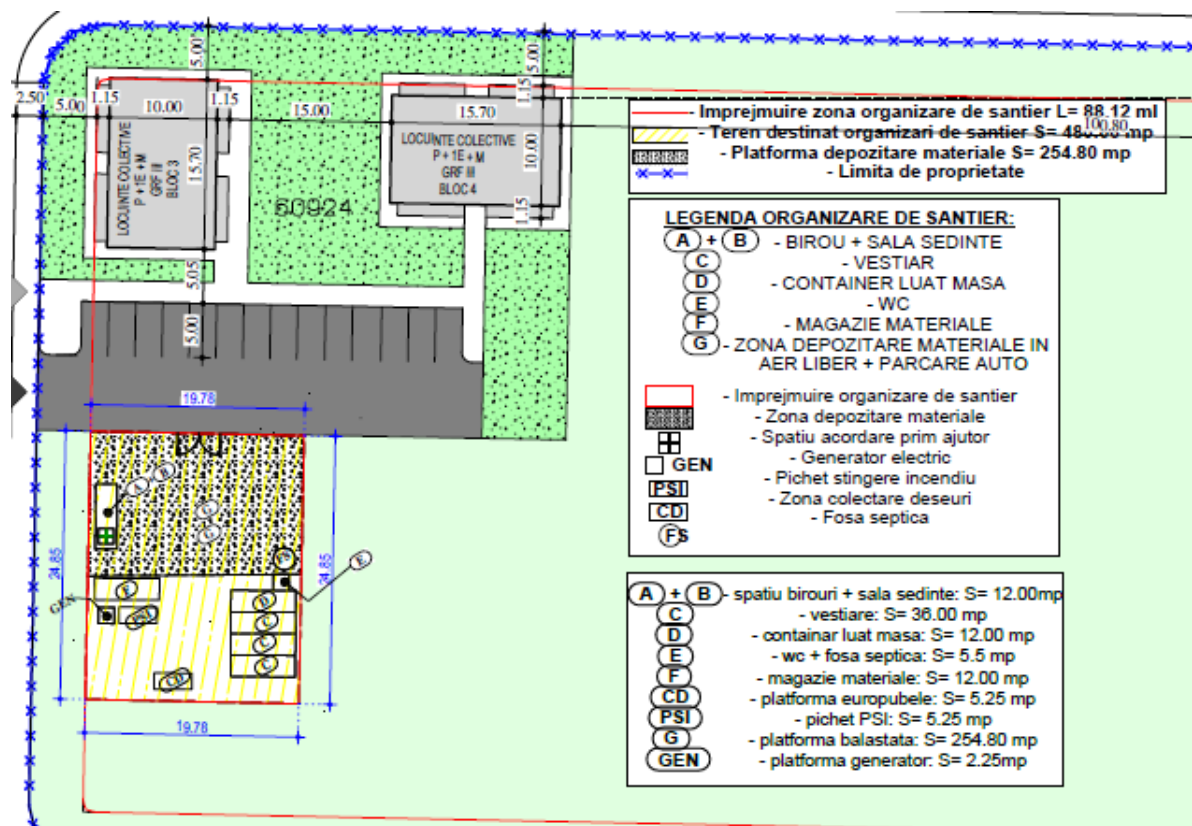 5.00
5.00
2.50
5.00
1.15
10.00
1.15
15.00
15.70
1.15
10.00
1.15
100.80
LOCUINTE COLECTIVE
P + 1E + M
GRF III
BLOC 3
15.70
LOCUINTE COLECTIVE
P + 1E + M
GRF III
BLOC 4
60924
5.05
5.00
- Imprejmuire zona organizare de santier L= 88.12 ml
- Teren destinat organizari de santier S= mp
- Platforma depozitare materiale S= 254.80 mp
- Limita de proprietate
LEGENDA ORGANIZARE DE SANTIER:
A + B - BIROU + SALA SEDINTE
C - VESTIAR
D - CONTAINER LUAT MASA
E - WC
F - MAGAZIE MATERIALE
G - ZONA DEPOZITARE MATERIALE IN
AER LIBER + PARCARE AUTO
- Imprejmuire organizare de santier
- Zona depozitare materiale
- Spatiu acordare prim ajutor
GEN - Generator electric
PSI - Pichet stingere incendiu
CD - Zona colectare deseuri
FS - Fosa septica
A + B - spatiu birouri + sala sedinte: S= 12.00mp
C - vestiare: S= 36.00 mp
D - containar luat masa: S= 12.00 mp
E - wc + fosa septica: S= 5.5 mp
F - magazie materiale: S= 12.00 mp
CD - platforma europubele: S= 5.25 mp
PSI - pichet PSI: S= 5.25 mp
G - platforma balastata: S= 254.80 mp
GEN - platforma generator: S= 2.25mp
19.78
24.85
24.85
A
B
G
G
FS
E
F
GEN
PSI
D
C
C
C
CD
19.78